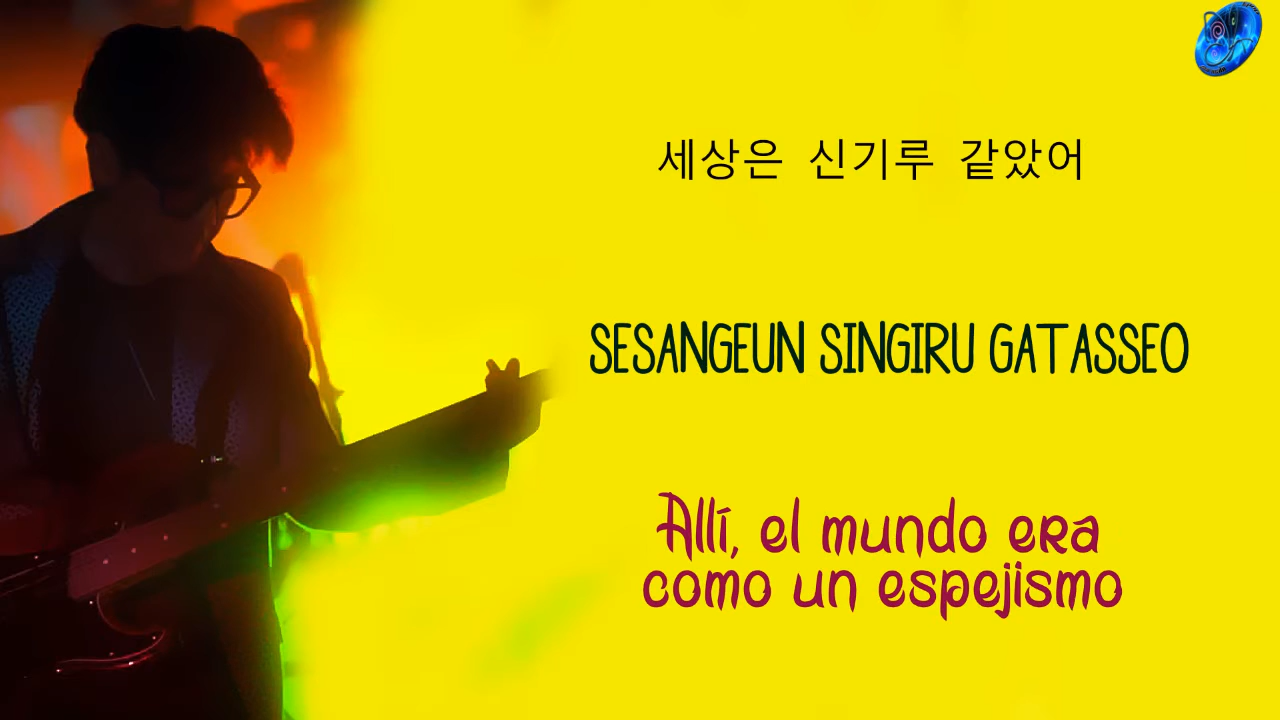 세상은 신기루 같았어
SESANGEUN SINGIRU GATASSEO
Allí, el mundo era
como un espejismo